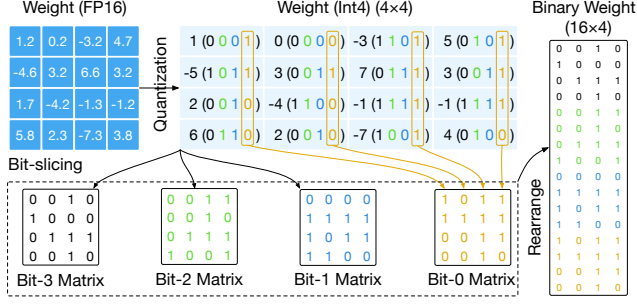 Weight (FP16)
Weight (Int4) (4×4)
Binary Weight
(16×4)
1.2 0.2 -3.2 4.7
-4.6 3.2 6.6 3.2
1.7 -4.2 -1.3 -1.2
5.8 2.3 -7.3 3.8
Quantization
1 (0 0 0 1) 0 (0 0 0 0) -3 (1 1 0 1) 5 (0 1 0 1)
-5 (1 0 1 1) 3 (0 0 1 1) 7 (0 1 1 1) 3 (0 0 1 1)
2 (0 0 1 0) -4 (1 1 0 0) -1 (1 1 1 1) -1 (1 1 1 1)
6 (0 1 1 0) 2 (0 0 1 0) -7 (1 0 0 1) 4 (0 1 0 0)
Bit-slicing
0 0 1 0
1 0 0 0
0 1 1 1
0 0 1 0
Bit-3 Matrix
0 0 1 1
0 0 1 0
0 1 1 1
1 0 0 1
Bit-2 Matrix
0 0 0 0
1 1 1 1
1 0 1 1
1 1 0 0
Bit-1 Matrix
1 0 1 1
1 1 1 1
0 0 1 1
0 0 1 0
Bit-0 Matrix
Rearrange
0 0 1 0
1 0 0 0
0 1 1 1
0 0 1 0
0 0 1 1
0 0 1 0
0 1 1 1
1 0 0 1
0 0 0 0
1 1 1 1
1 0 1 1
1 1 0 0
1 0 1 1
1 1 1 1
0 0 1 1
0 0 1 0